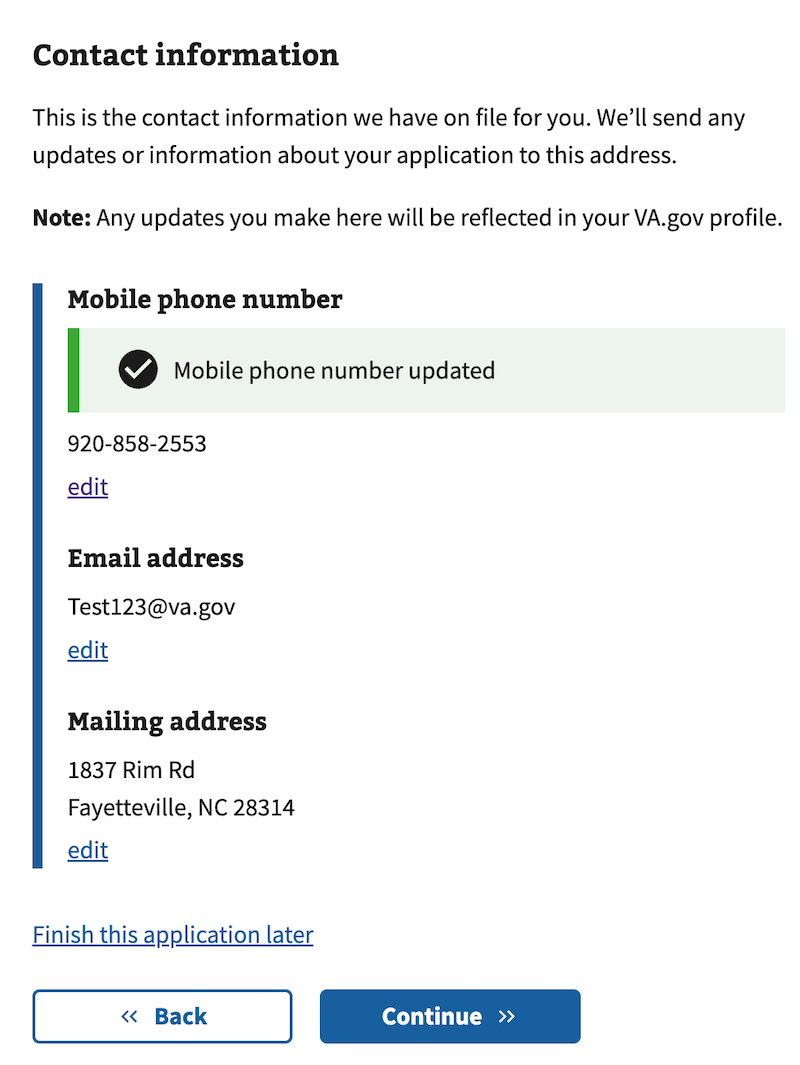 Contact information
This is the contact information we have on file for you. We’ll send any
updates or information about your application to this address.
Note: Any updates you make here will be reflected in your VA.gov profile.
Mobile phone number
Mobile phone number updated
920-858-2553
edit
Email address
Test123@va.gov
edit
Mailing address
1837 Rim Rd
Fayetteville, NC 28314
edit
Finish this application later
« Back
Continue »